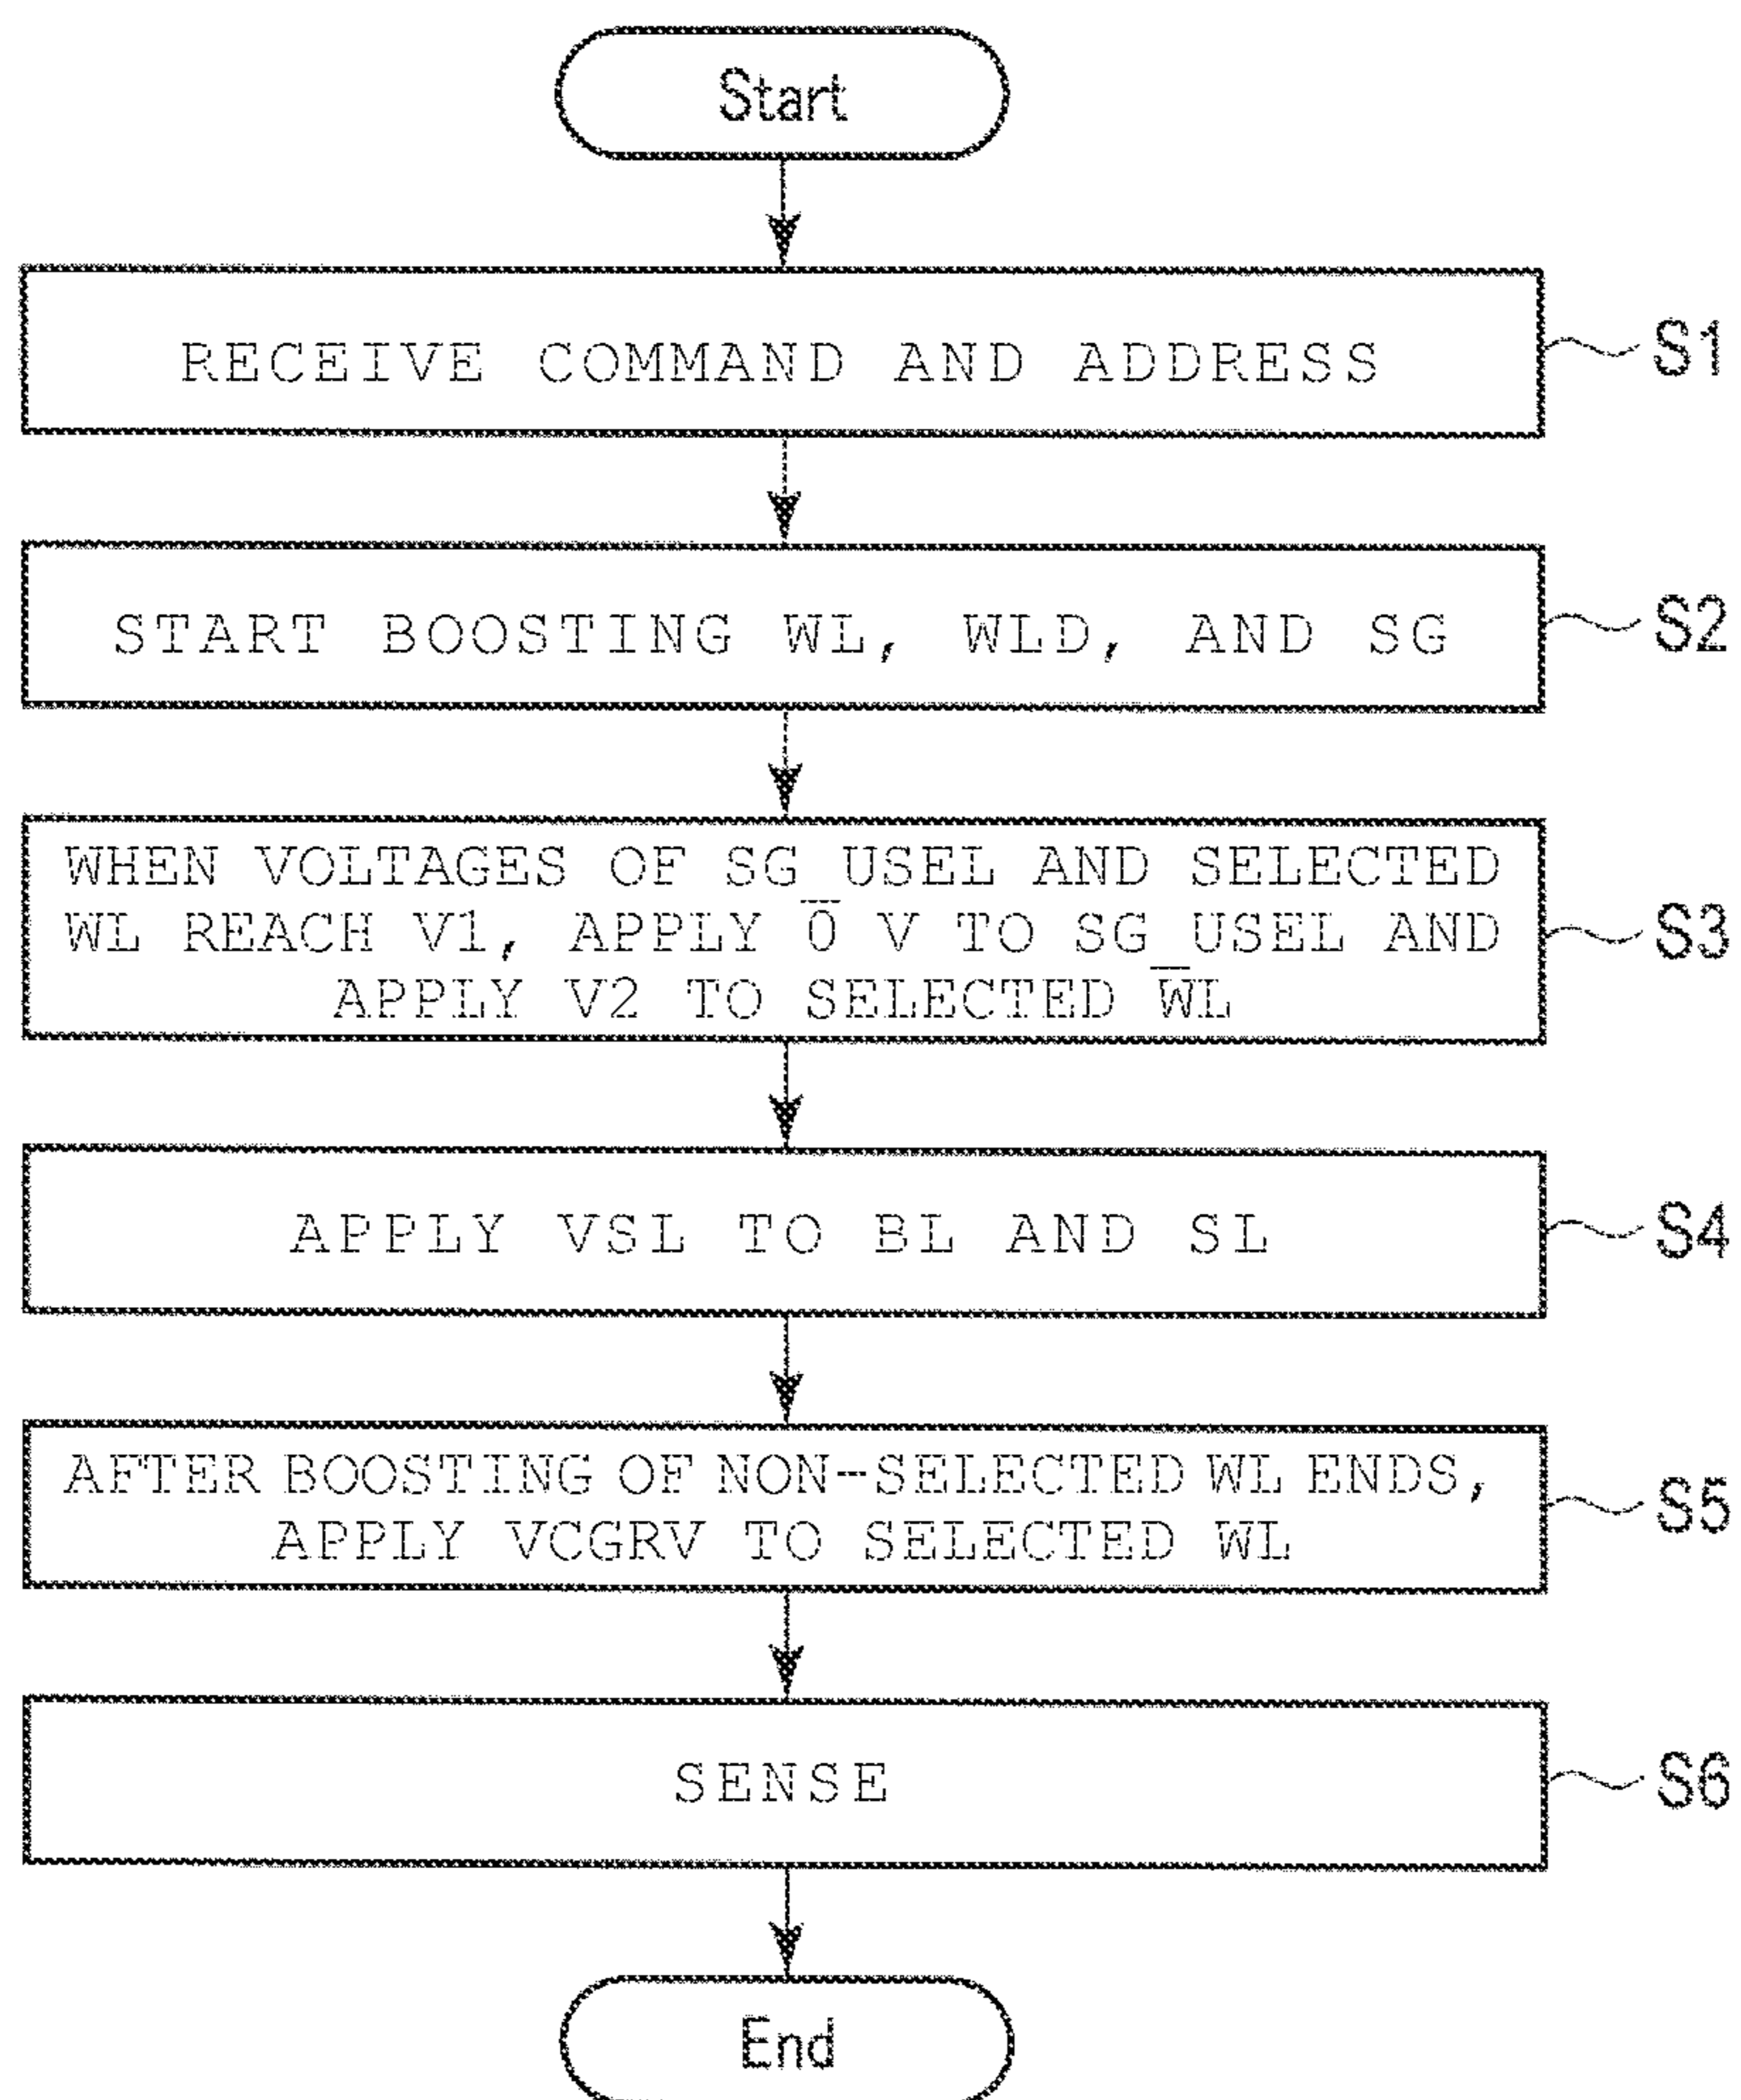 Start
RECEIVE COMMAND AND ADDRESS
S1
START BOOSTING WL, WLD, AND SG
S2
WHEN VOLTAGES OF SG_USEL AND SELECTED
WL REACH V1, APPLY 0 V TO SG_USEL AND
APPLY V2 TO SELECTED WL
S3
APPLY VSL TO BL AND SL
S4
AFTER BOOSTING OF NON-SELECTED WL ENDS,
APPLY VCGRV TO SELECTED WL
S5
SENSE
S6
End